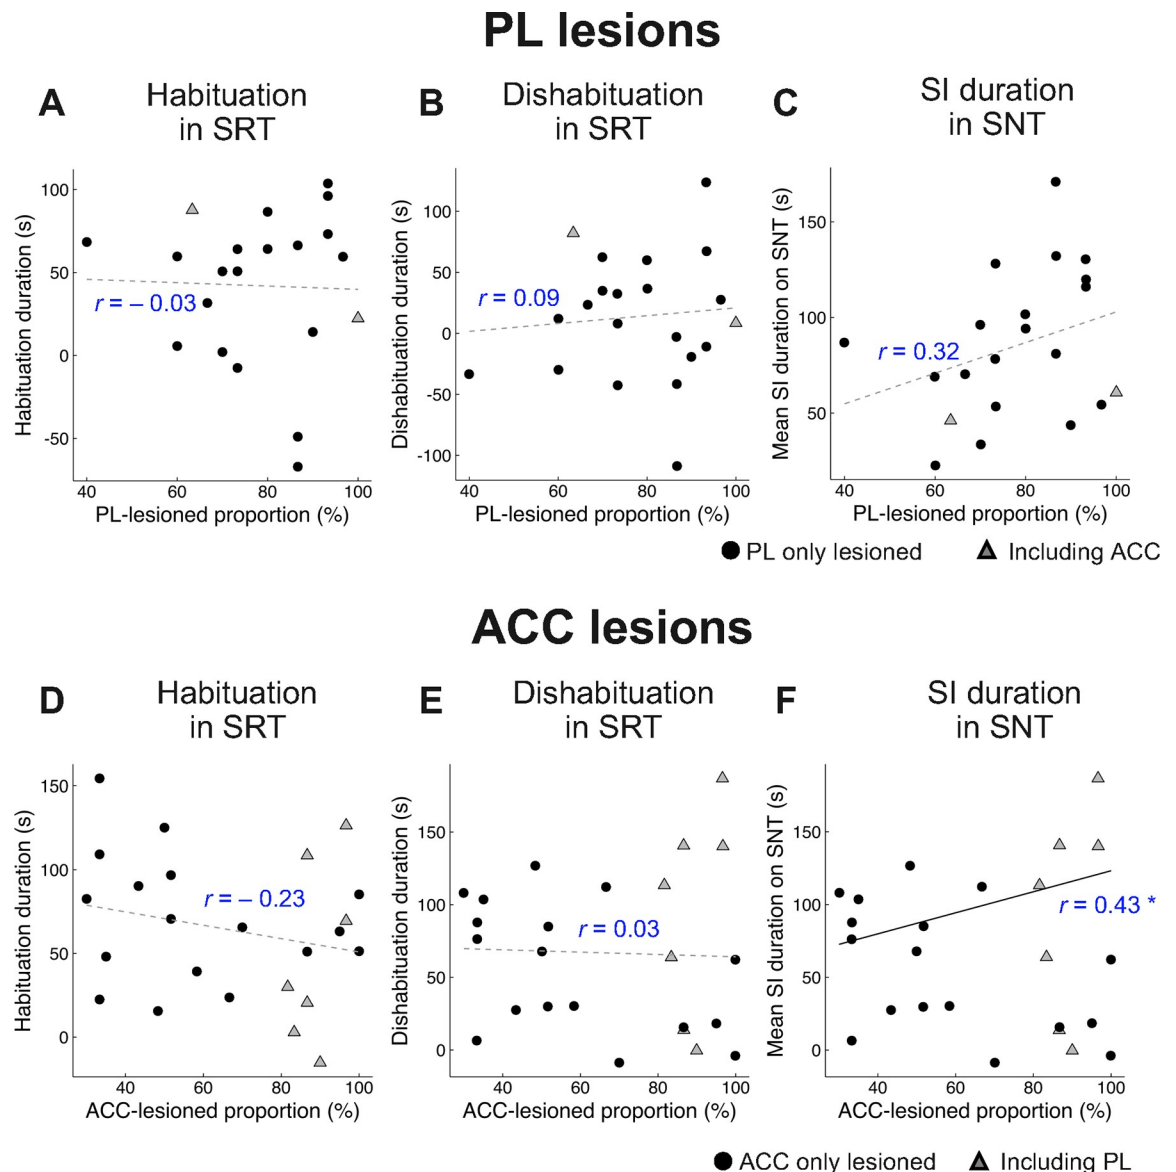 PL lesions
A
Habituation
in SRT
B
Dishabituation
in SRT
C
SI duration
in SNT
Habituation duration (s)
100
50
0
-50
r = – 0.03
40
60
80
100
PL-lesioned proportion (%)
Dishabituation duration (s)
100
50
0
-50
-100
r = 0.09
40
60
80
100
PL-lesioned proportion (%)
Mean SI duration on SNT (s)
150
100
50
r = 0.32
40
60
80
100
PL-lesioned proportion (%)
PL only lesioned
Including ACC
ACC lesions
D
Habituation
in SRT
E
Dishabituation
in SRT
F
SI duration
in SNT
Habituation duration (s)
150
100
50
0
r = – 0.23
40
60
80
100
ACC-lesioned proportion (%)
Dishabituation duration (s)
150
100
50
0
r = 0.03
40
60
80
100
ACC-lesioned proportion (%)
Mean SI duration on SNT (s)
150
100
50
0
r = 0.43 *
40
60
80
100
ACC-lesioned proportion (%)
ACC only lesioned
Including PL